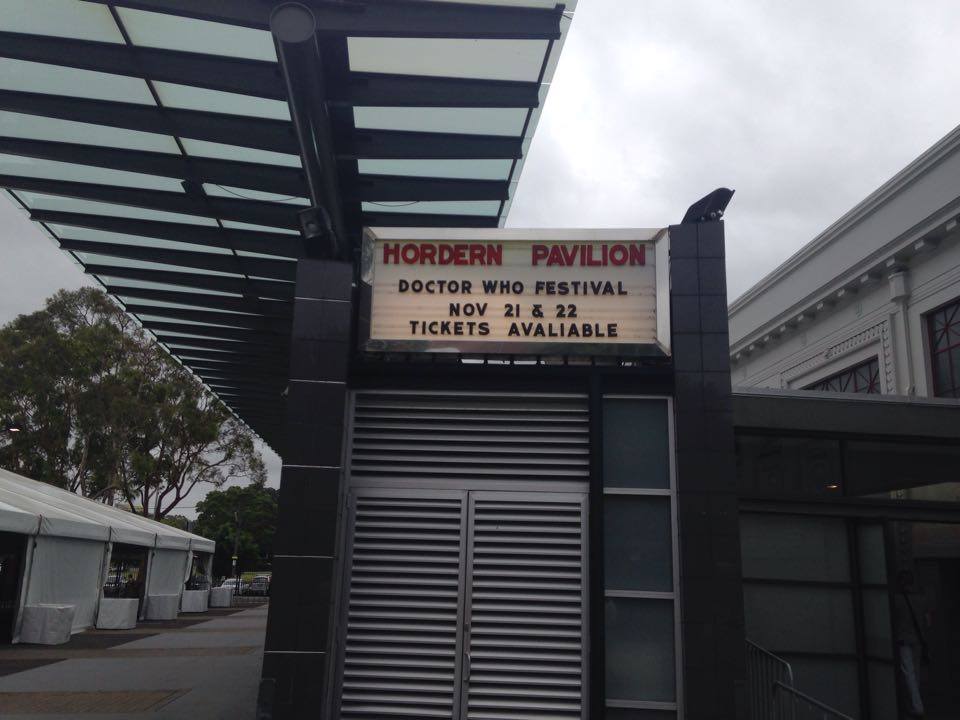 HORDERN PAVILION
DOCTOR WHO FESTIVAL
NOV 21 & 22
TICKETS AVALIABLE